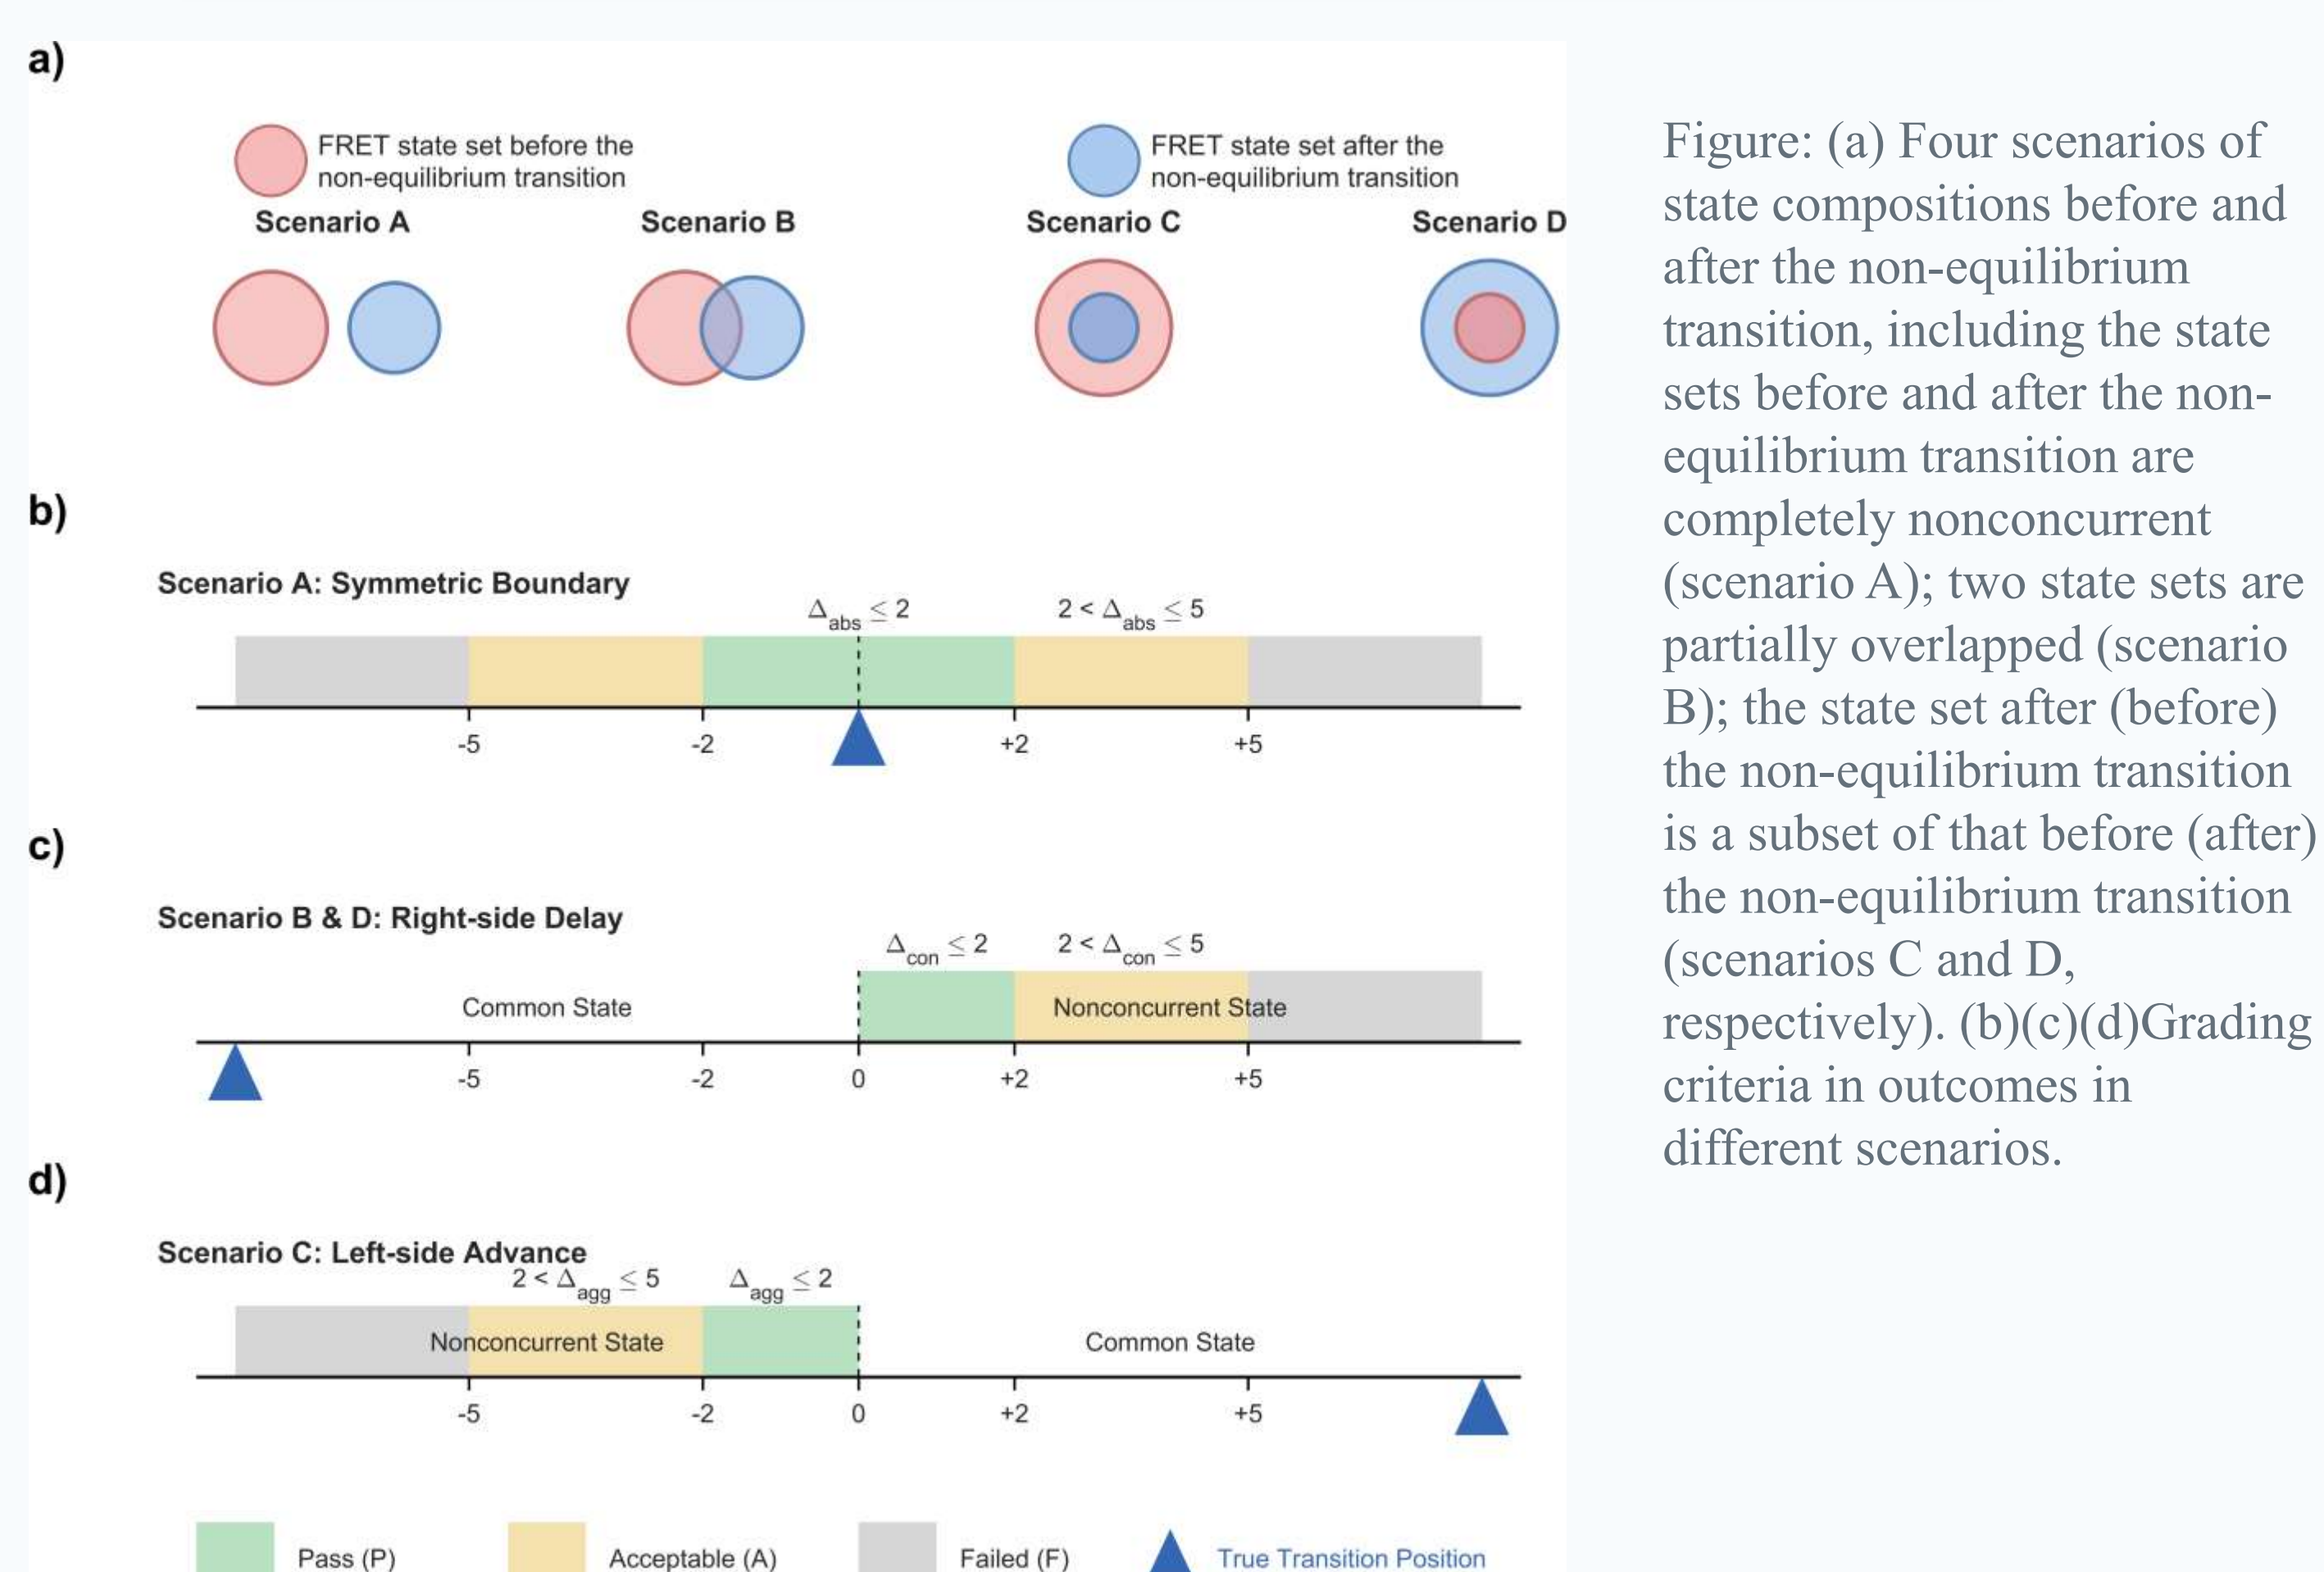 a)
FRET state set before the
non-equilibrium transition
FRET state set after the
non-equilibrium transition
Scenario A
Scenario B
Scenario C
Scenario D
b)
Scenario A: Symmetric Boundary
Δabs ≤ 2
2 < Δabs ≤ 5
-5
-2
+2
+5
c)
Scenario B & D: Right-side Delay
Δcon ≤ 2
2 < Δcon ≤ 5
Common State
Nonconcurrent State
-5
-2
0
+2
+5
d)
Scenario C: Left-side Advance
2 < Δagg ≤ 5
Δagg ≤ 2
Nonconcurrent State
Common State
-5
-2
0
+2
+5
Pass (P)
Acceptable (A)
Failed (F)
True Transition Position
Figure: (a) Four scenarios of
state compositions before and
after the non-equilibrium
transition, including the state
sets before and after the non-
equilibrium transition are
completely nonconcurrent
(scenario A); two state sets are
partially overlapped (scenario
B); the state set after (before)
the non-equilibrium transition
is a subset of that before (after)
the non-equilibrium transition
(scenarios C and D,
respectively). (b)(c)(d)Grading
criteria in outcomes in
different scenarios.